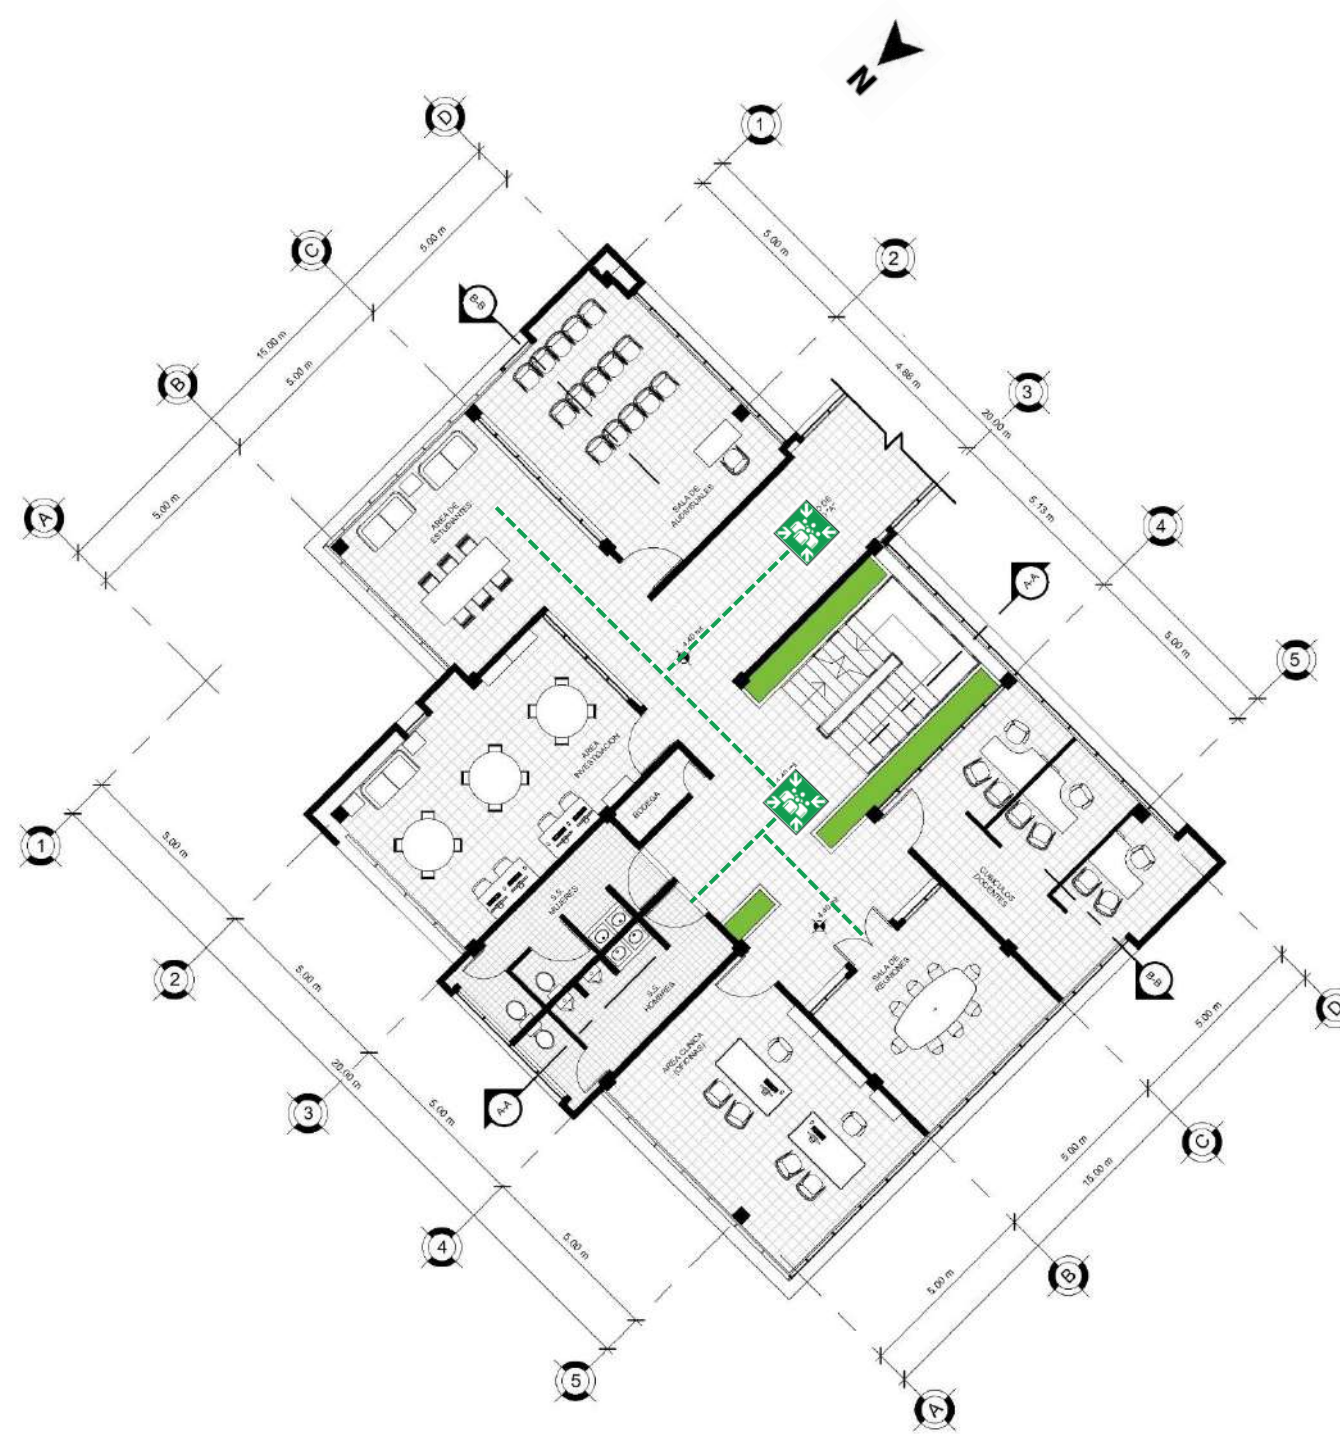 N
D
1
C
2
B
3
A
4
5
5.00 m
15.00 m
5.00 m
5.00 m
5.00 m
4.88 m
20.00 m
5.13 m
5.00 m
B-B
A-A
AREA DE
ESTUDIANTES
SALA DE
AUDIOVISUALES
DE
"A"
AREA
INVESTIGACION
BODEGA
S.S.
MUJERES
S.S.
HOMBRES
CUBICULOS
DOCENTES
SALA DE
REUNIONES
AREA CLINICA
(OFICINAS)
A-A
B-B
1
2
3
4
5
5.00 m
5.00 m
20.00 m
5.00 m
5.00 m
D
C
B
A
5.00 m
5.00 m
15.00 m
5.00 m